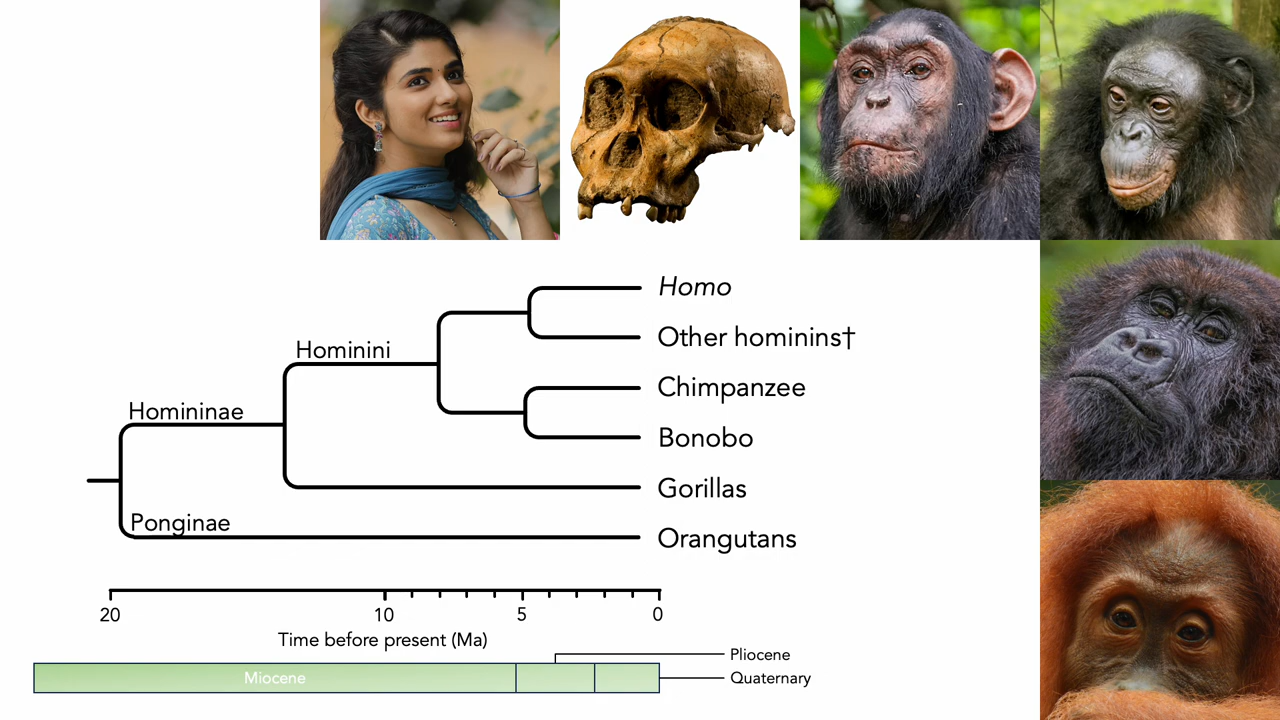 Homo
Other hominins†
Hominini
Chimpanzee
Homininae
Bonobo
Gorillas
Ponginae
Orangutans
20 10 5 0
Time before present (Ma)
Pliocene
Miocene
Quaternary